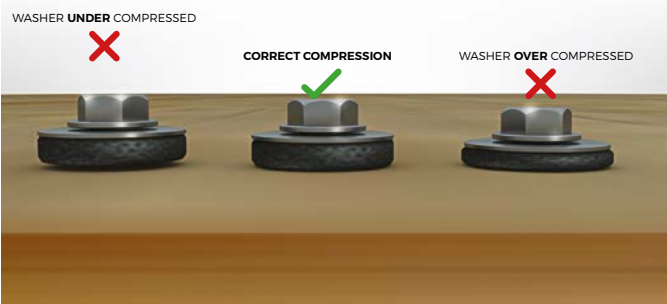 WASHER UNDER COMPRESSED
CORRECT COMPRESSION
WASHER OVER COMPRESSED